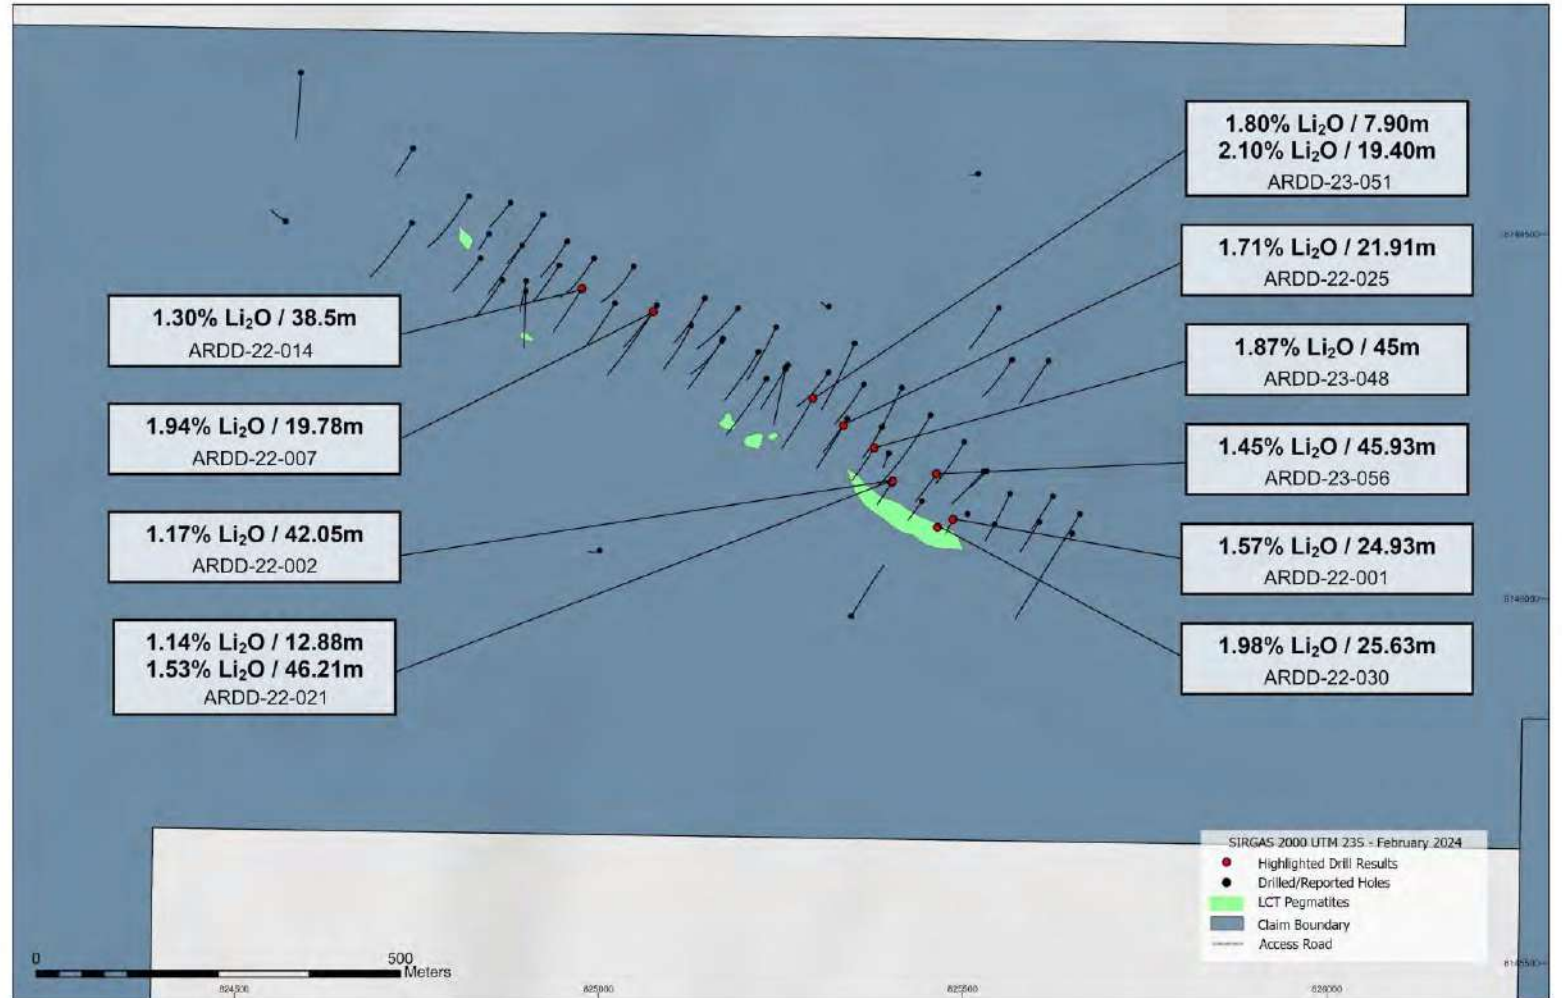 1.80% Li₂O / 7.90m
2.10% Li₂O / 19.40m
ARDD-23-051
1.71% Li₂O / 21.91m
ARDD-22-025
1.30% Li₂O / 38.5m
ARDD-22-014
1.87% Li₂O / 45m
ARDD-23-048
1.94% Li₂O / 19.78m
ARDD-22-007
1.45% Li₂O / 45.93m
ARDD-23-056
1.17% Li₂O / 42.05m
ARDD-22-002
1.57% Li₂O / 24.93m
ARDD-22-001
1.14% Li₂O / 12.88m
1.53% Li₂O / 46.21m
ARDD-22-021
1.98% Li₂O / 25.63m
ARDD-22-030
SIRGAS 2000 UTM 23S - February 2024
Highlighted Drill Results
Drilled/Reported Holes
LCT Pegmatites
Claim Boundary
Access Road
0 500
Meters
824500 825000 825500 826000